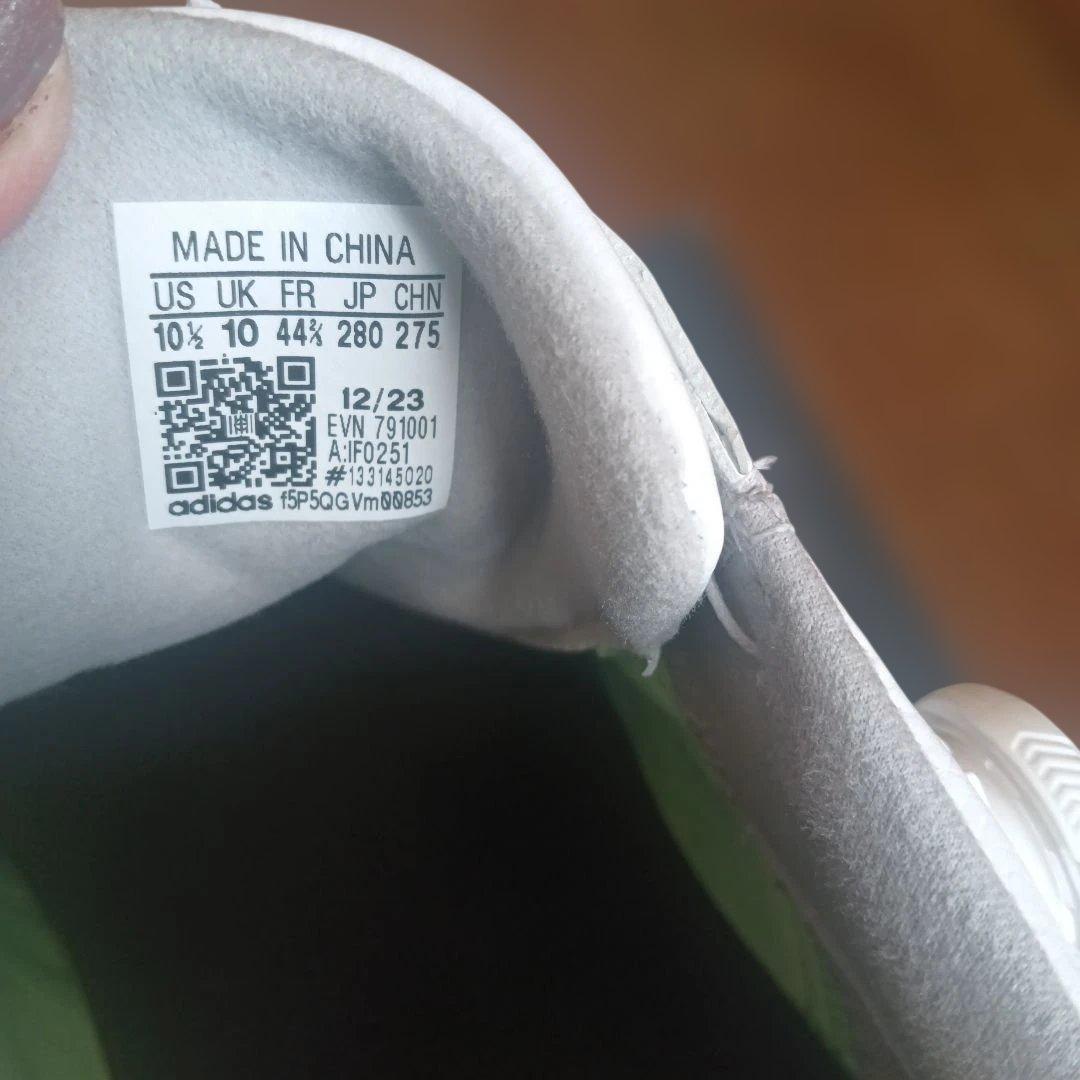 MADE IN CHINA
US UK FR JP CHN
10½ 10 44⅔ 280 275
12/23
EVN 791001
A:IF0251
#133145020
adidas f5P5QGVm00853